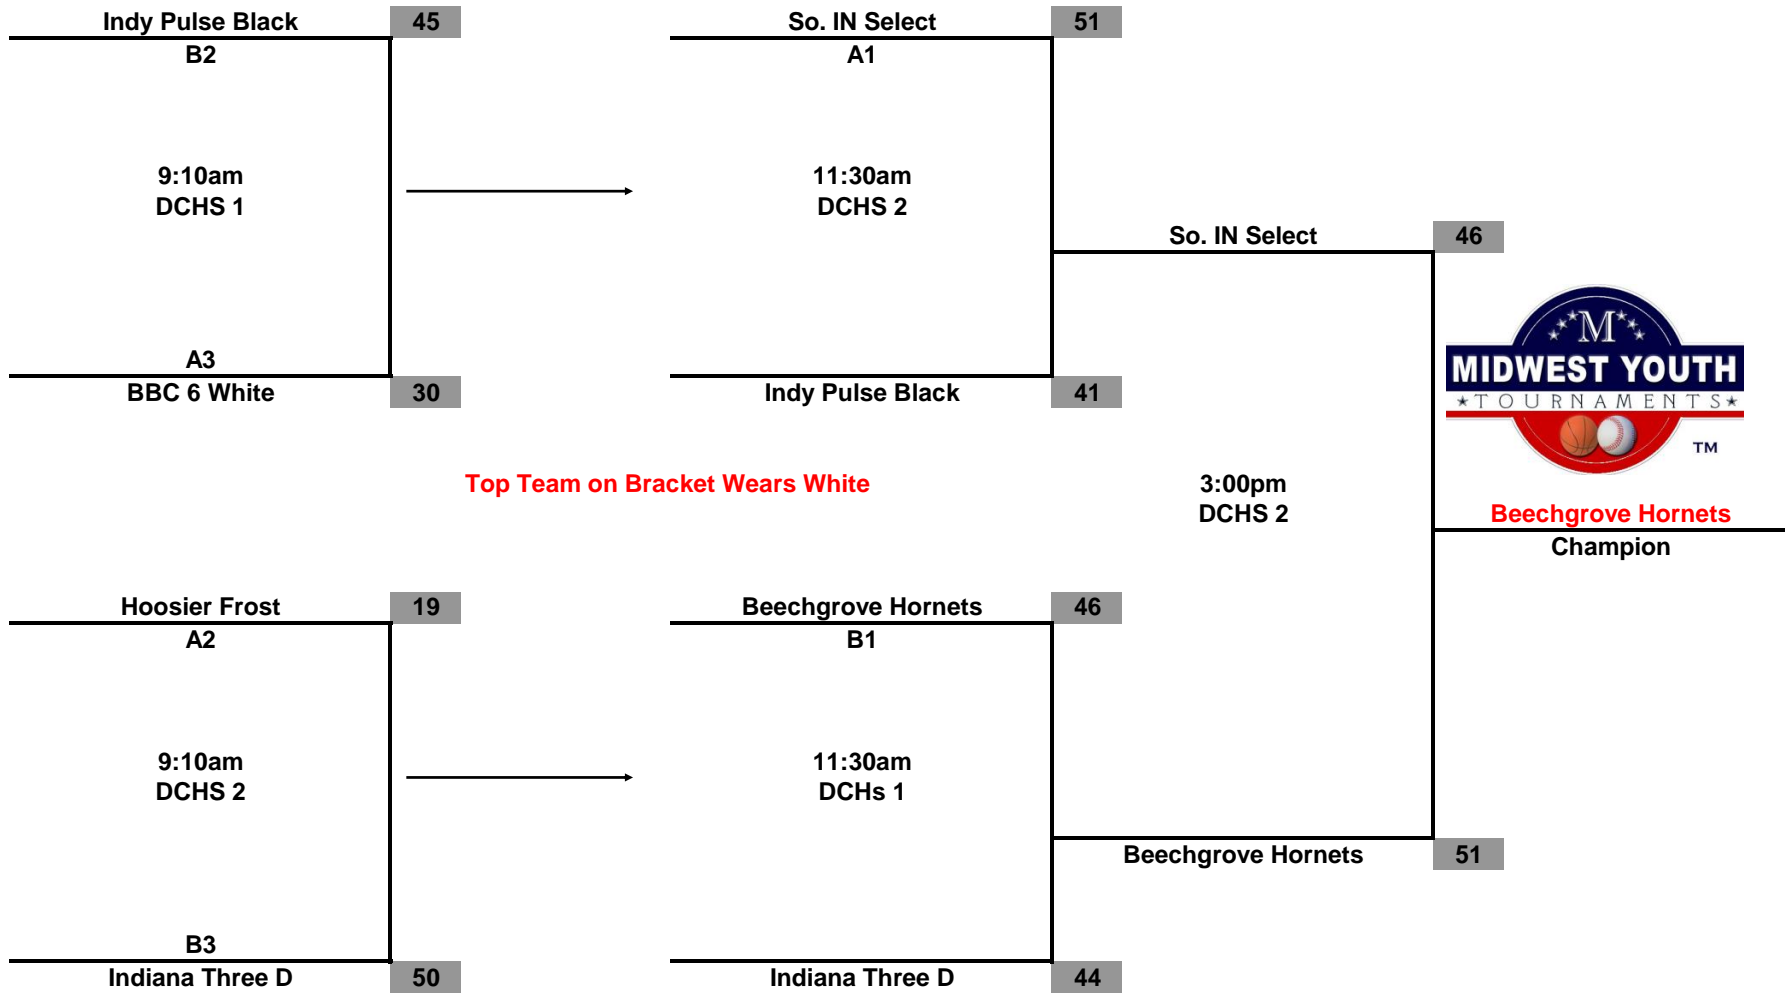 Indy Pulse Black 45
B2
9:10am
DCHS 1
A3
BBC 6 White 30
So. IN Select 51
A1
11:30am
DCHS 2
Indy Pulse Black 41
So. IN Select 46
M
MIDWEST YOUTH
TOURNAMENTS
TM
Top Team on Bracket Wears White
3:00pm
DCHS 2
Beechgrove Hornets
Champion
Hoosier Frost 19
A2
9:10am
DCHS 2
B3
Indiana Three D 50
Beechgrove Hornets 46
B1
11:30am
DCHs 1
Indiana Three D 44
Beechgrove Hornets 51